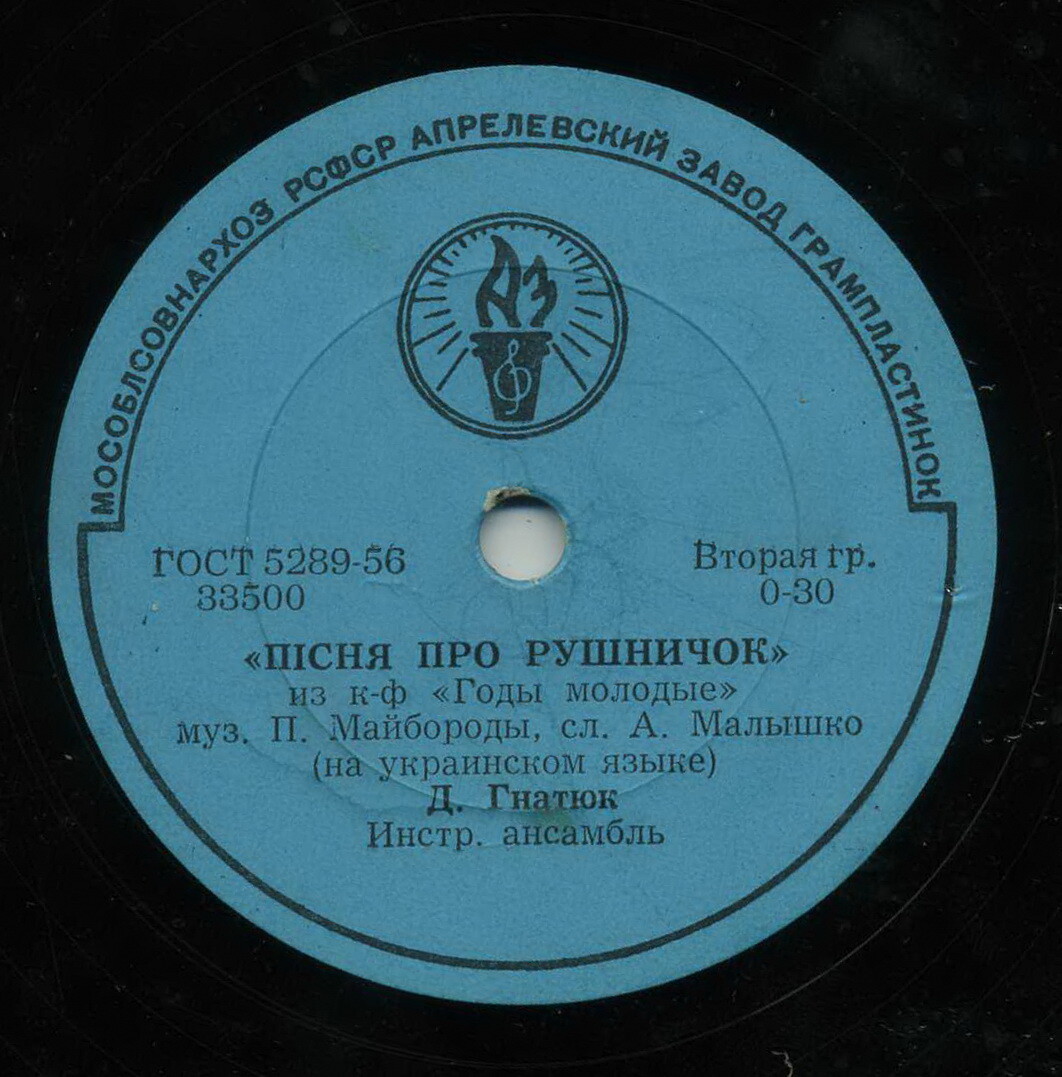 МОСОБЛСОВНАРХОЗ РСФСР АПРЕЛЕВСКИЙ ЗАВОД ГРАМПЛАСТИНОК
АЗ
ГОСТ 5289-56
33500
Вторая гр.
0-30
«ПІСНЯ ПРО РУШНИЧОК»
из к-ф «Годы молодые»
муз. П. Майбороды, сл. А. Малышко
(на украинском языке)
Д. Гнатюк
Инстр. ансамбль